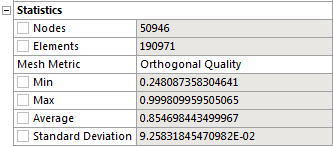 Statistics
Nodes 50946
Elements 190971
Mesh Metric Orthogonal Quality
Min 0.248087358304641
Max 0.999809959505065
Average 0.854698443499967
Standard Deviation 9.25831845470982E-02